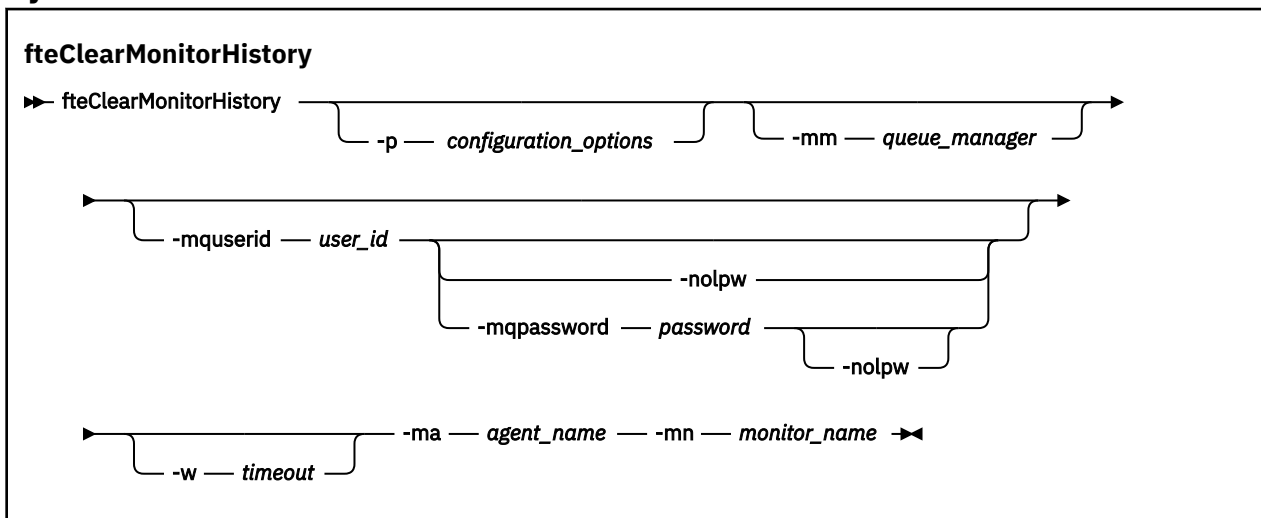 fteClearMonitorHistory
fteClearMonitorHistory
-p configuration_options -mm queue_manager
-mquserid user_id
-nolpw
-mqpassword password
-nolpw
-ma agent_name -mn monitor_name
-w timeout